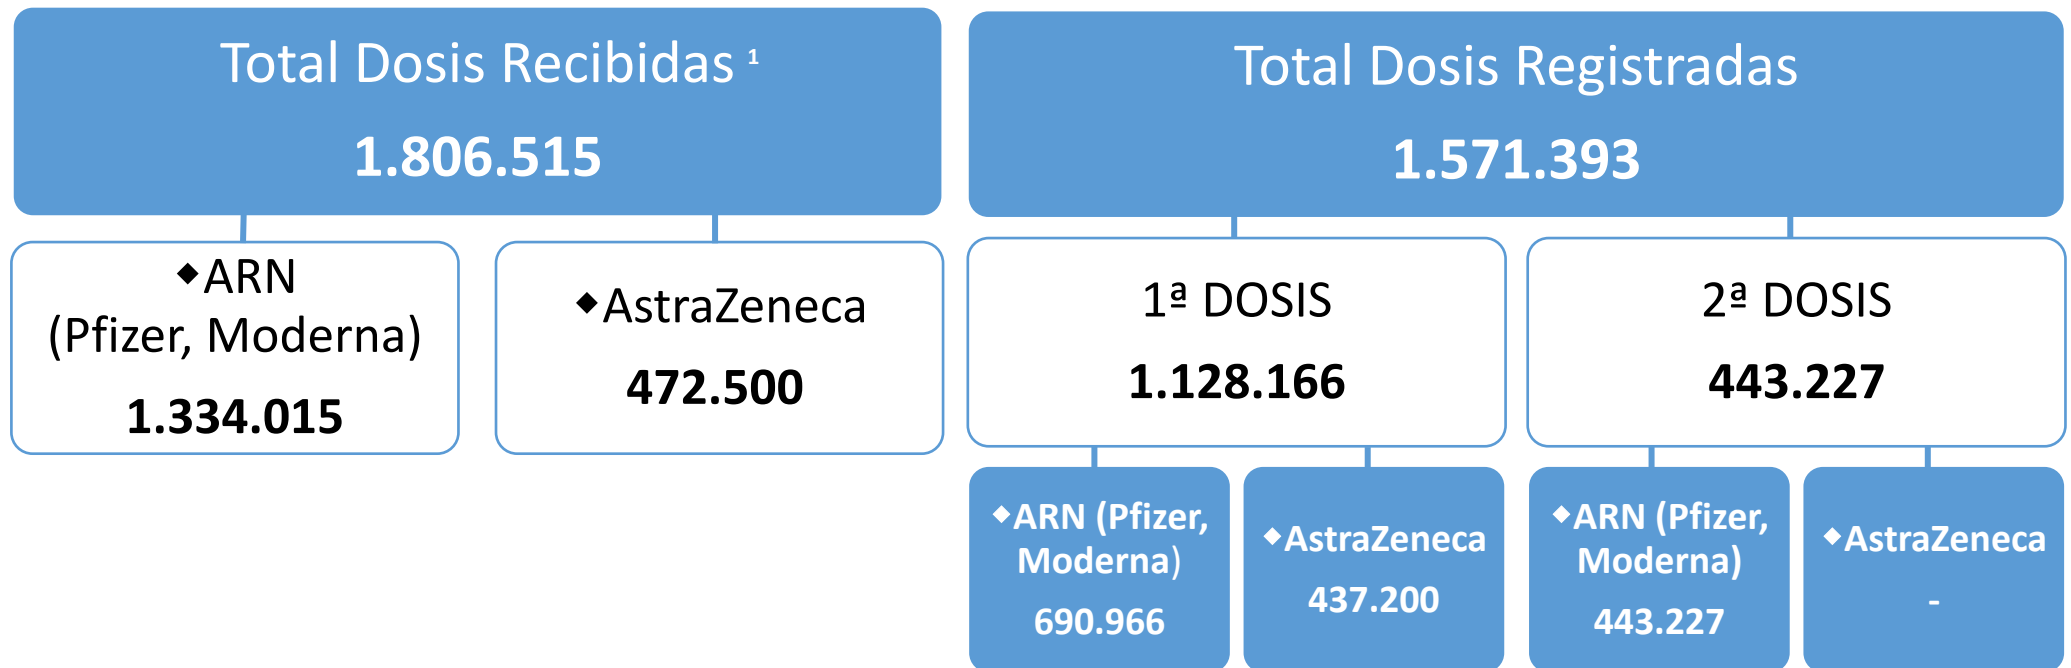 Total Dosis Recibidas ¹
1.806.515
◆ARN
(Pfizer, Moderna)
1.334.015
◆AstraZeneca
472.500
Total Dosis Registradas
1.571.393
1ª DOSIS
1.128.166
2ª DOSIS
443.227
◆ARN (Pfizer,
Moderna)
690.966
◆AstraZeneca
437.200
◆ARN (Pfizer,
Moderna)
443.227
◆AstraZeneca
-